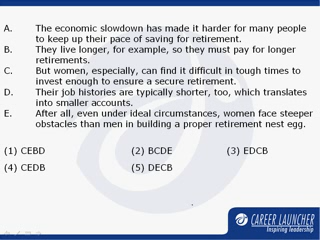 A. The economic slowdown has made it harder for many people
to keep up their pace of saving for retirement.
B. They live longer, for example, so they must pay for longer
retirements.
C. But women, especially, can find it difficult in tough times to
invest enough to ensure a secure retirement.
D. Their job histories are typically shorter, too, which translates
into smaller accounts.
E. After all, even under ideal circumstances, women face steeper
obstacles than men in building a proper retirement nest egg.
(1) CEBD (2) BCDE (3) EDCB
(4) CEDB (5) DECB
CAREER LAUNCHER
Inspiring leadership